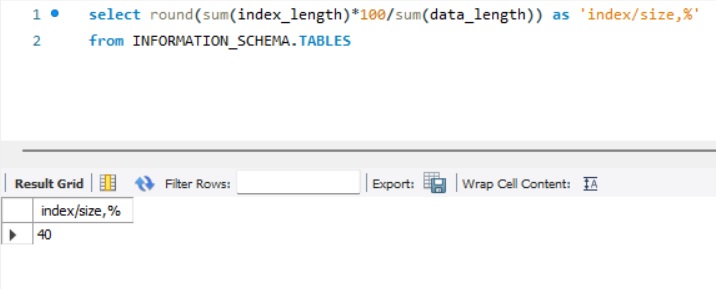 1 select round(sum(index_length)*100/sum(data_length)) as 'index/size,%'
2 from INFORMATION_SCHEMA.TABLES
Result Grid Filter Rows: Export: Wrap Cell Content: IA
index/size,%
40